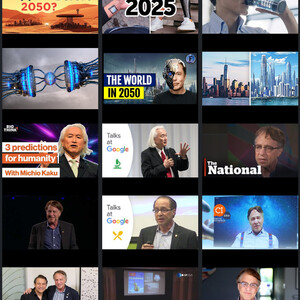 2050?
2025
THE WORLD
IN 2050
BIG
THINK
3 predictions
for humanity
With Michio Kaku
Talks
at
Google
The
National
Talks
at
Google